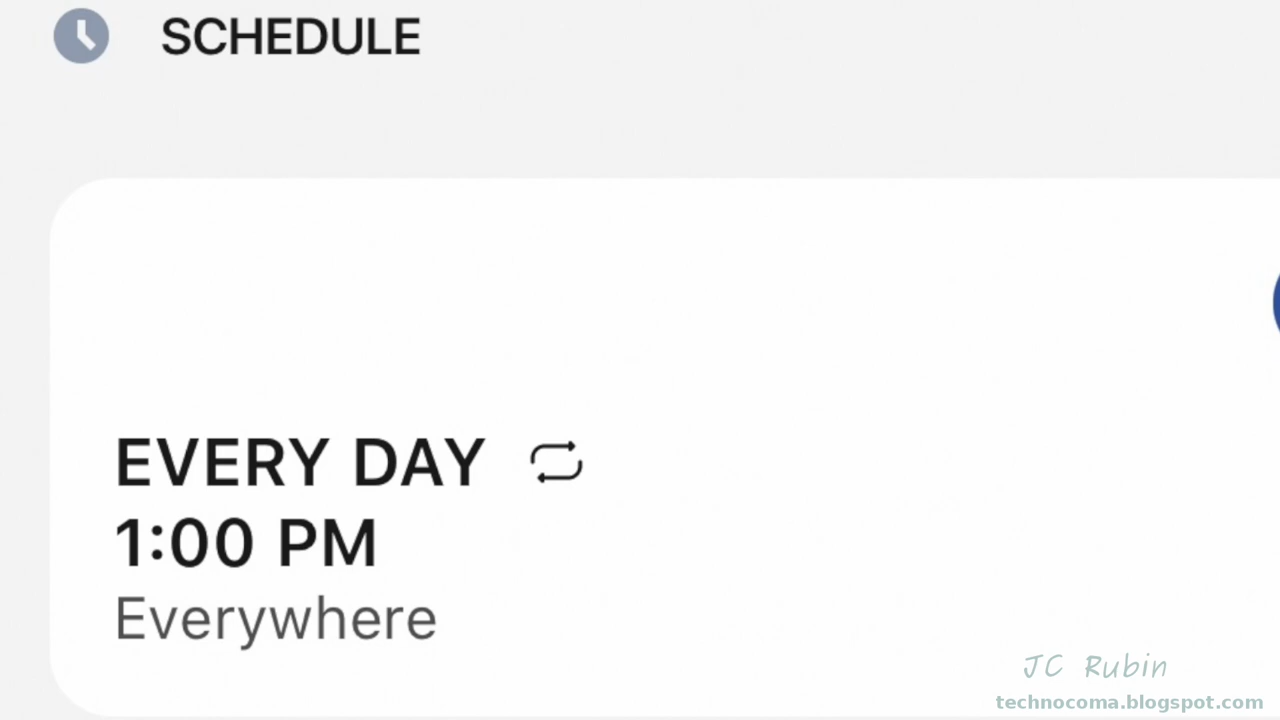 SCHEDULE
EVERY DAY
1:00 PM
Everywhere
JC Rubin
technocoma.blogspot.com